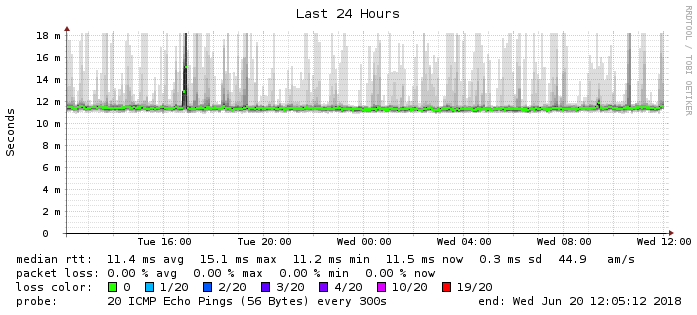 Last 24 Hours
RRDTOOL / TOBI OETIKER
Seconds
18 m
16 m
14 m
12 m
10 m
8 m
6 m
4 m
2 m
0
Tue 16:00 Tue 20:00 Wed 00:00 Wed 04:00 Wed 08:00 Wed 12:00
median rtt: 11.4 ms avg 15.1 ms max 11.2 ms min 11.5 ms now 0.3 ms sd 44.9 am/s
packet loss: 0.00 % avg 0.00 % max 0.00 % min 0.00 % now
loss color: 0 1/20 2/20 3/20 4/20 10/20 19/20
probe: 20 ICMP Echo Pings (56 Bytes) every 300s end: Wed Jun 20 12:05:12 2018